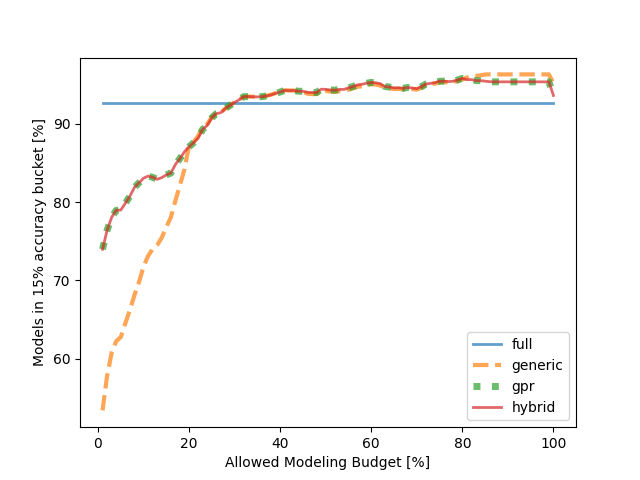 Models in 15% accuracy bucket [%]
90
80
70
60
0 20 40 60 80 100
Allowed Modeling Budget [%]
full
generic
gpr
hybrid